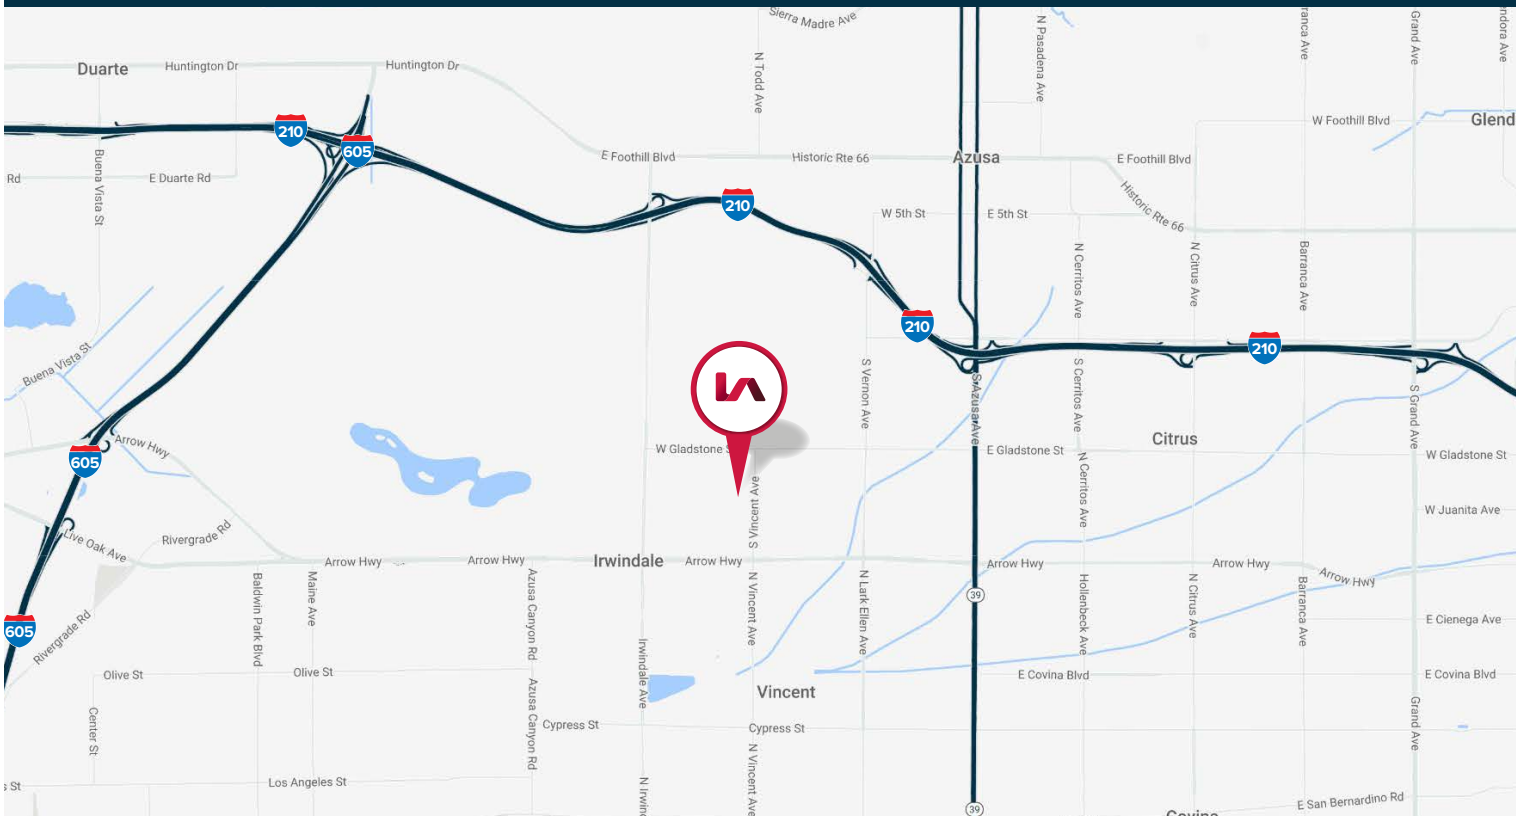 Sierra Madre Ave
N Todd Ave
N Pasadena Ave
ranca Ave
Grand Ave
ndora Ave
Duarte
Huntington Dr
Huntington Dr
210
605
W Foothill Blvd
Glend
E Foothill Blvd
Historic Rte 66
Azusa
E Foothill Blvd
Rd
Buena Vista St
E Duarte Rd
Historic Rte 66
210
W 5th St
E 5th St
N Cerritos Ave
N Citrus Ave
Barranca Ave
210
210
Buena Vista St
S Vernon Ave
S Azusa Ave
S Cerritos Ave
S Grand Ave
Arrow Hwy
605
W Gladstone S
E Gladstone St
Citrus
W Gladstone St
N Cerritos Ave
S Vincent Ave
W Juanita Ave
Live Oak Ave
Rivergrade Rd
Arrow Hwy
Arrow Hwy
Irwindale
Arrow Hwy
Arrow Hwy
Arrow Hwy
Arrow Hwy
39
605
Rivergrade Rd
Baldwin Park Blvd
Maine Ave
Azusa Canyon Rd
N Vincent Ave
N Lark Ellen Ave
Hollenbeck Ave
N Citrus Ave
Barranca Ave
E Cienega Ave
Olive St
Olive St
Irwindale Ave
E Covina Blvd
E Covina Blvd
Vincent
Center St
Azusa Canyon Rd
Cypress St
Cypress St
Grand Ave
s St
Los Angeles St
N Irwin
N Vincent Ave
39
Covina
E San Bernardino Rd